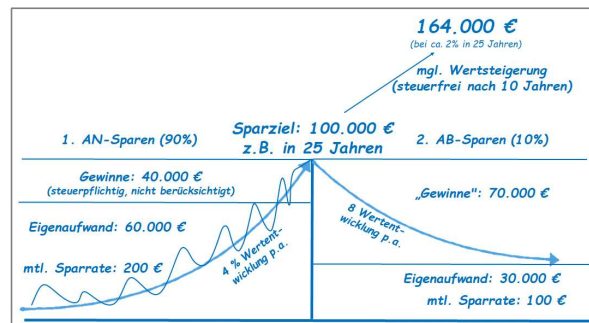 164.000 €
(bei ca. 2% in 25 Jahren)
mgl. Wertsteigerung
(steuerfrei nach 10 Jahren)
Sparziel: 100.000 €
z.B. in 25 Jahren
1. AN-Sparen (90%)
2. AB-Sparen (10%)
Gewinne: 40.000 €
(steuerpflichtig, nicht berücksichtigt)
Eigenaufwand: 60.000 €
mtl. Sparrate: 200 €
4 % Wertent-
wicklung p.a.
8 Wertent-
wicklung p.a.
„Gewinne": 70.000 €
Eigenaufwand: 30.000 €
mtl. Sparrate: 100 €